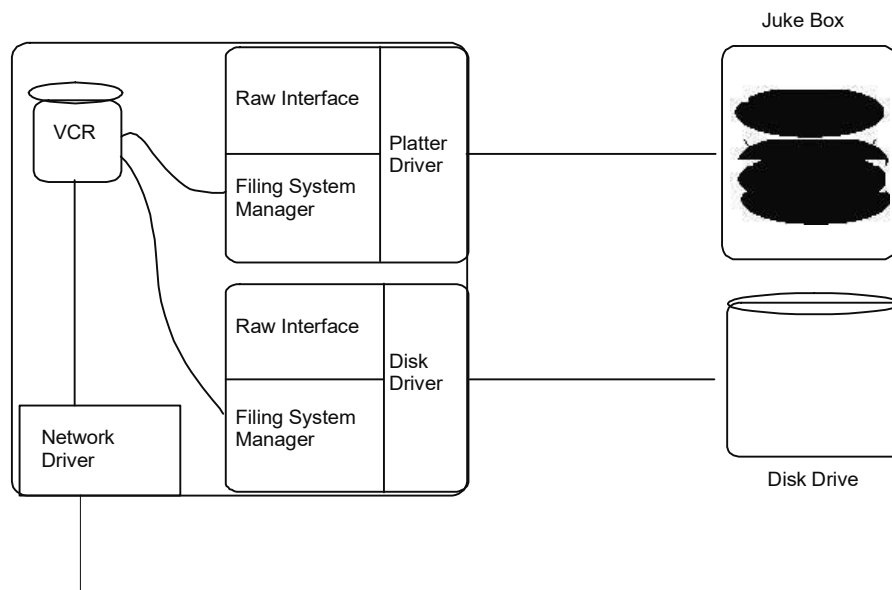 Juke Box
VCR
Raw Interface
Platter
Driver
Filing System
Manager
Raw Interface
Disk
Driver
Filing System
Manager
Network
Driver
Disk Drive